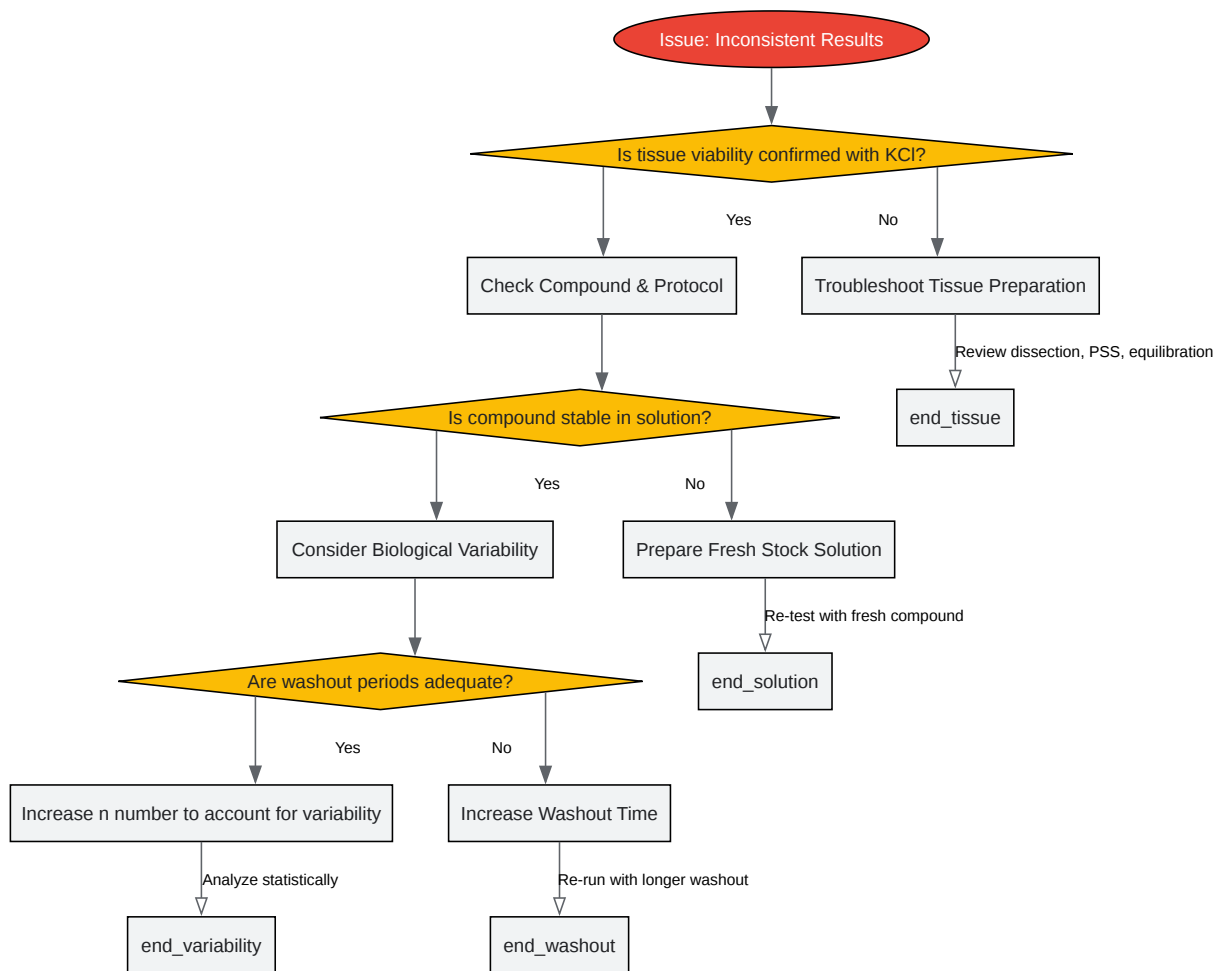 Issue: Inconsistent Results
Is tissue viability confirmed with KCl?
Yes
No
Check Compound & Protocol
Troubleshoot Tissue Preparation
Review dissection, PSS, equilibration
Is compound stable in solution?
end_tissue
Yes
No
Consider Biological Variability
Prepare Fresh Stock Solution
Re-test with fresh compound
Are washout periods adequate?
end_solution
Yes
No
Increase n number to account for variability
Increase Washout Time
Analyze statistically
Re-run with longer washout
end_variability
end_washout